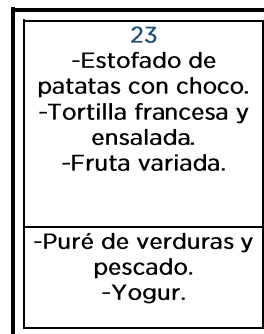 23
-Estofado de
patatas con choco.
-Tortilla francesa y
ensalada.
-Fruta variada.
-Puré de verduras y
pescado.
-Yogur.